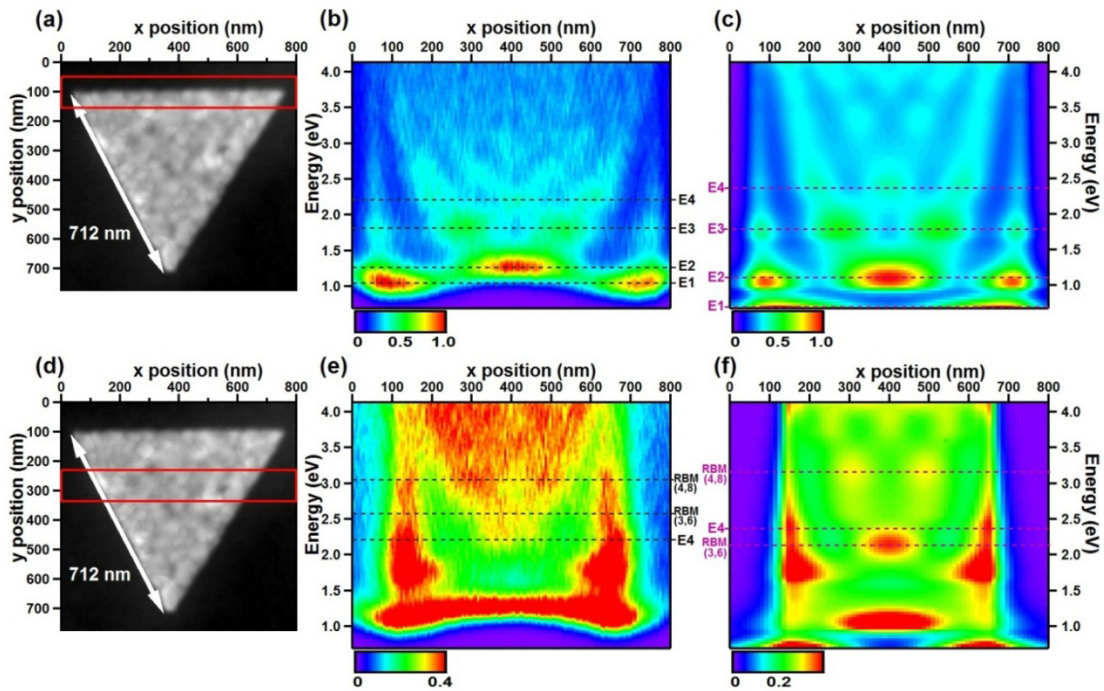 (a)
x position (nm)
0 200 400 600 800
y position (nm)
0
100
200
300
400
500
600
700
712 nm
(b)
x position (nm)
0 100 200 300 400 500 600 700 800
Energy (eV)
4.0
3.5
3.0
2.5
2.0
1.5
1.0
E4
E3
E2
E1
0 0.5 1.0
(c)
x position (nm)
0 100 200 300 400 500 600 700 800
Energy (eV)
4.0
3.5
3.0
2.5
2.0
1.5
1.0
E4
E3
E2
E1
0 0.5 1.0
(d)
x position (nm)
0 200 400 600 800
y position (nm)
0
100
200
300
400
500
600
700
712 nm
(e)
x position (nm)
0 100 200 300 400 500 600 700 800
Energy (eV)
4.0
3.5
3.0
2.5
2.0
1.5
1.0
RBM
(4,8)
RBM
(3,6)
E4
0 0.4
(f)
x position (nm)
0 100 200 300 400 500 600 700 800
Energy (eV)
4.0
3.5
3.0
2.5
2.0
1.5
1.0
RBM
(4,8)
E4
RBM
(3,6)
0 0.2